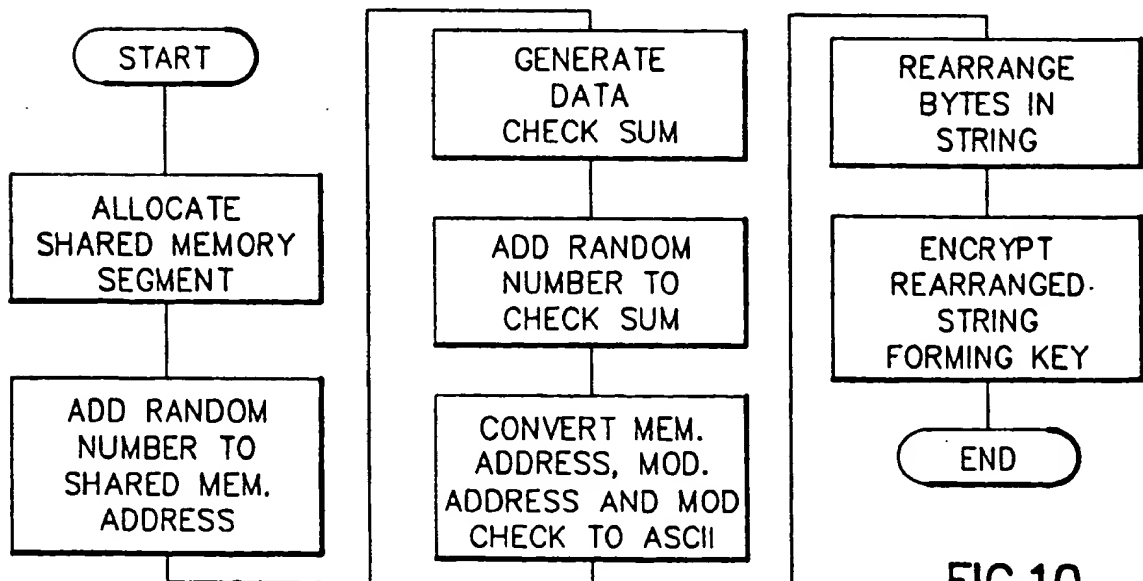 START
ALLOCATE
SHARED MEMORY
SEGMENT
ADD RANDOM
NUMBER TO
SHARED MEM.
ADDRESS
GENERATE
DATA
CHECK SUM
ADD RANDOM
NUMBER TO
CHECK SUM
CONVERT MEM.
ADDRESS, MOD.
ADDRESS AND MOD
CHECK TO ASCII
REARRANGE
BYTES IN
STRING
ENCRYPT
REARRANGED
STRING
FORMING KEY
END
FIG.10